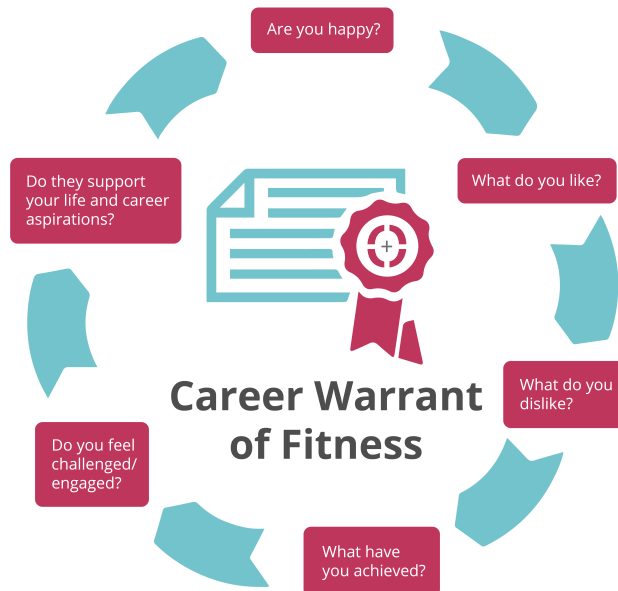 Are you happy?
What do you like?
What do you
dislike?
What have
you achieved?
Do you feel
challenged/
engaged?
Do they support
your life and career
aspirations?
Career Warrant
of Fitness